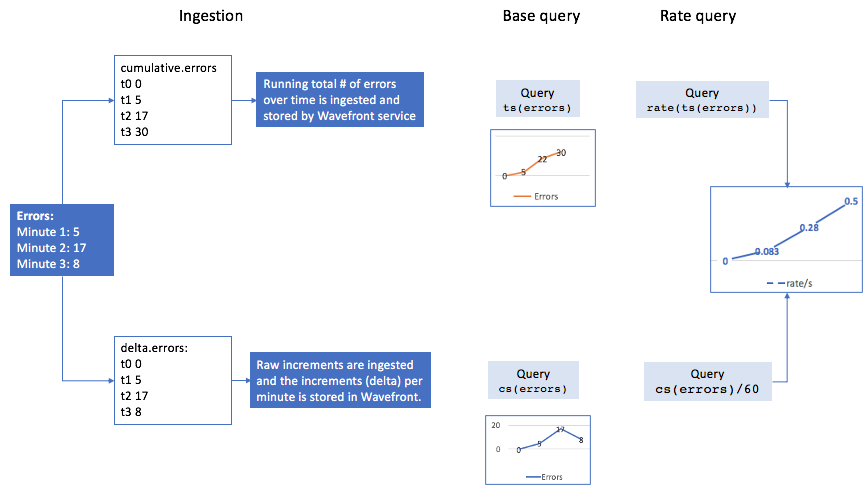 Ingestion
Base query
Rate query
cumulative.errors
t0 0
t1 5
t2 17
t3 30
Running total # of errors
over time is ingested and
stored by Wavefront service
Query
ts(errors)
Query
rate(ts(errors))
0
5
22
30
Errors
Errors:
Minute 1: 5
Minute 2: 17
Minute 3: 8
0
0.083
0.28
0.5
rate/s
delta.errors:
t0 0
t1 5
t2 17
t3 8
Raw increments are ingested
and the increments (delta) per
minute is stored in Wavefront.
Query
cs(errors)
Query
cs(errors)/60
20
0
0
5
17
8
Errors